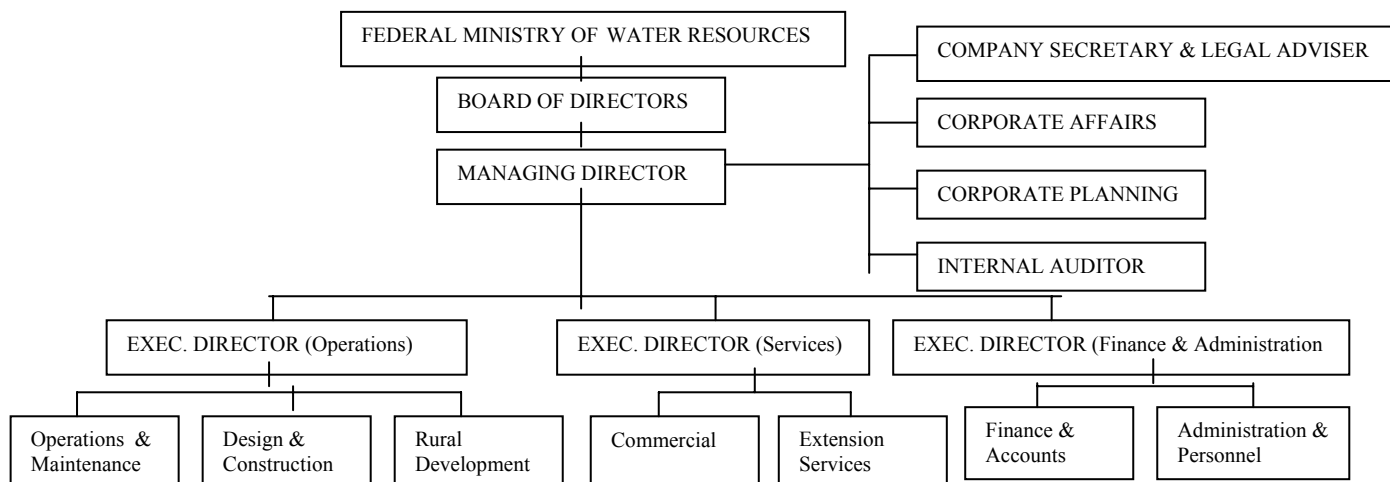 FEDERAL MINISTRY OF WATER RESOURCES
BOARD OF DIRECTORS
MANAGING DIRECTOR
COMPANY SECRETARY & LEGAL ADVISER
CORPORATE AFFAIRS
CORPORATE PLANNING
INTERNAL AUDITOR
EXEC. DIRECTOR (Operations)
EXEC. DIRECTOR (Services)
EXEC. DIRECTOR (Finance & Administration
Operations &
Maintenance
Design &
Construction
Rural
Development
Commercial
Extension
Services
Finance &
Accounts
Administration &
Personnel